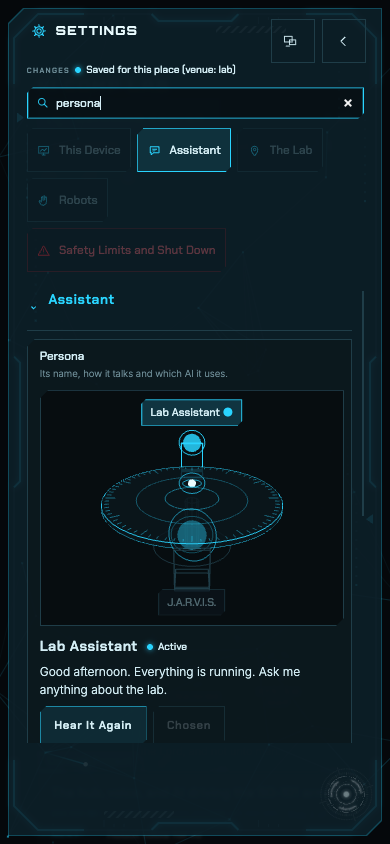 SETTINGS
CHANGES Saved for this place (venue: lab)
persona
This Device
Assistant
The Lab
Robots
Safety Limits and Shut Down
Assistant
Persona
Its name, how it talks and which AI it uses.
Lab Assistant
J.A.R.V.I.S.
Lab Assistant Active
Good afternoon. Everything is running. Ask me
anything about the lab.
Hear It Again
Chosen